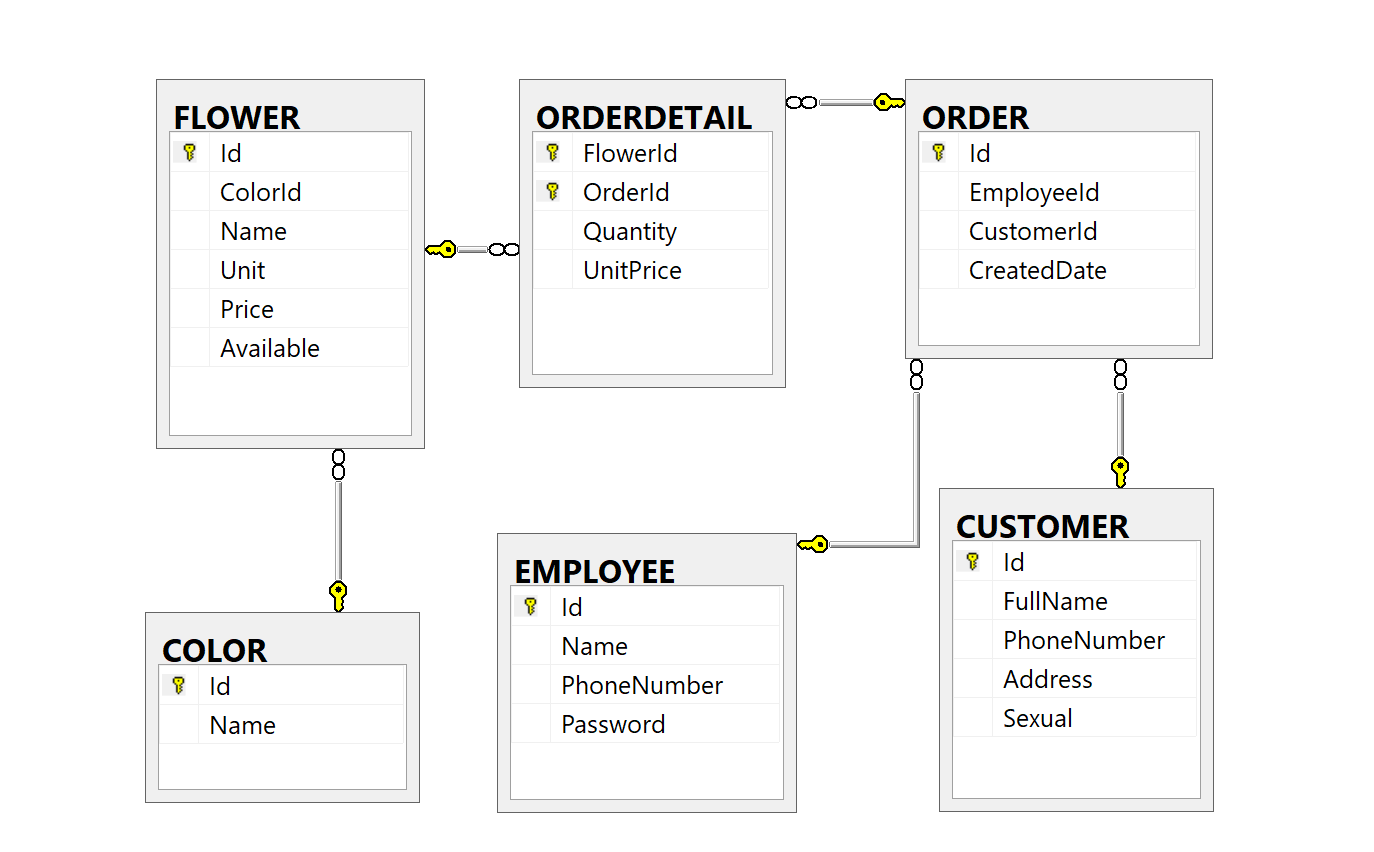 FLOWER
Id
ColorId
Name
Unit
Price
Available
ORDERDETAIL
FlowerId
OrderId
Quantity
UnitPrice
ORDER
Id
EmployeeId
CustomerId
CreatedDate
COLOR
Id
Name
EMPLOYEE
Id
Name
PhoneNumber
Password
CUSTOMER
Id
FullName
PhoneNumber
Address
Sexual